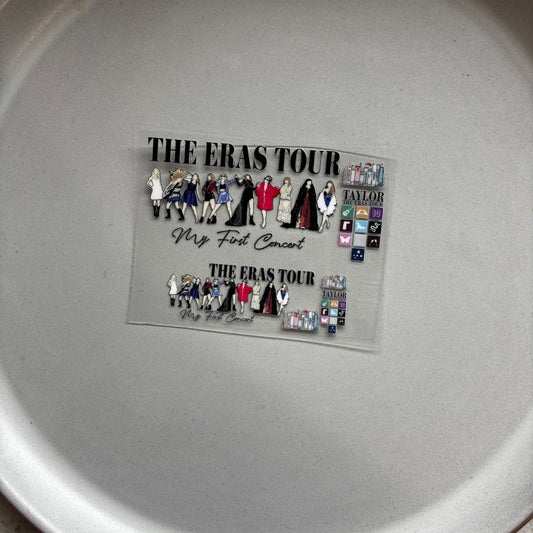 THE ERAS TOUR
My First Concert
TAYLOR
THE ERAS TOUR
THE ERAS TOUR
My First Concert
TAYLOR